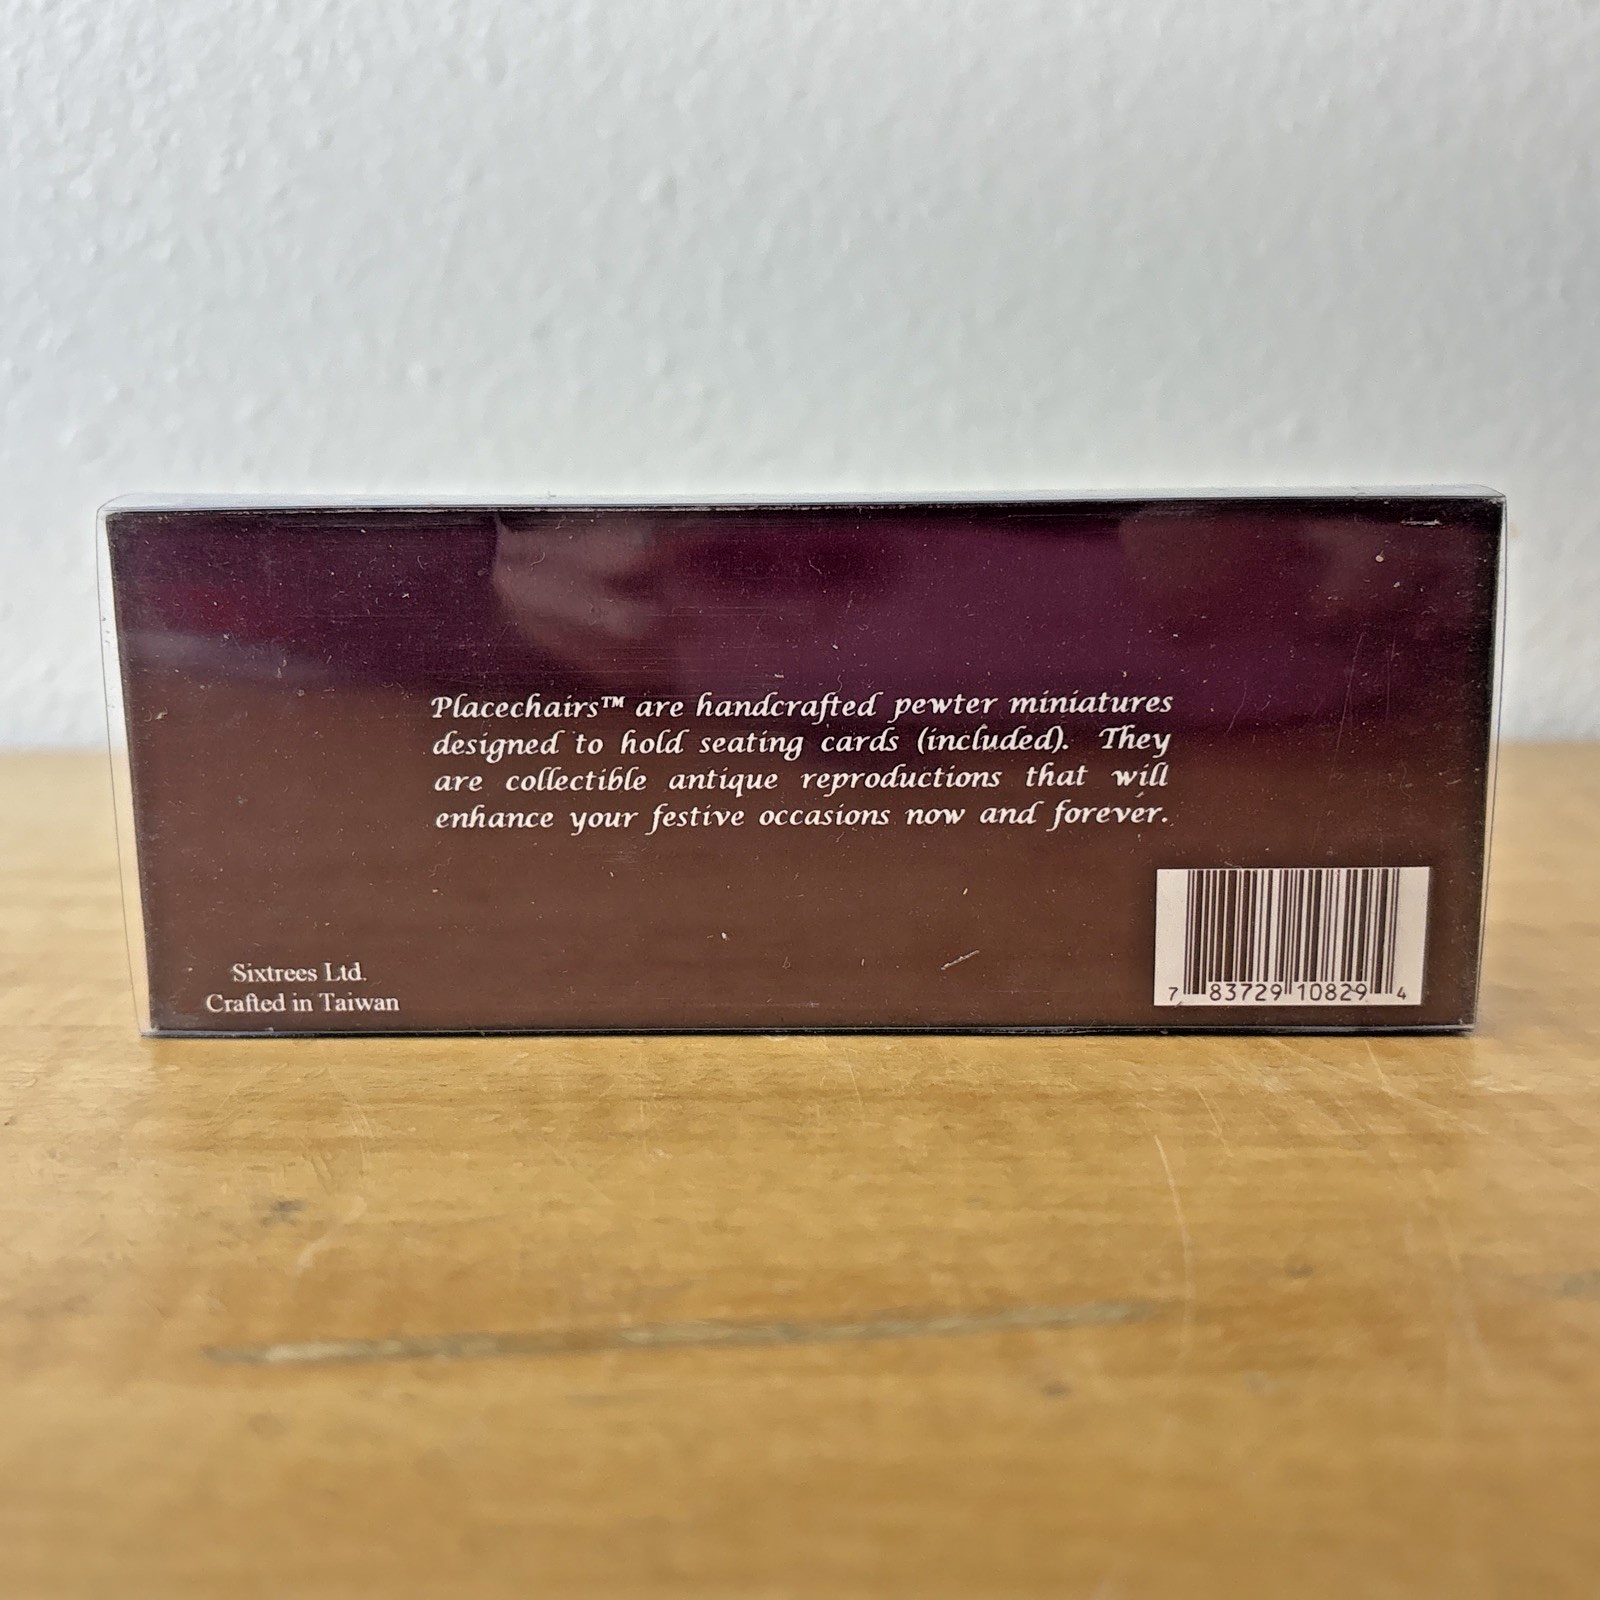 Placechairs™ are handcrafted pewter miniatures
designed to hold seating cards (included). They
are collectible antique reproductions that will
enhance your festive occasions now and forever.
Sixtrees Ltd.
Crafted in Taiwan
7 83729 10829 4